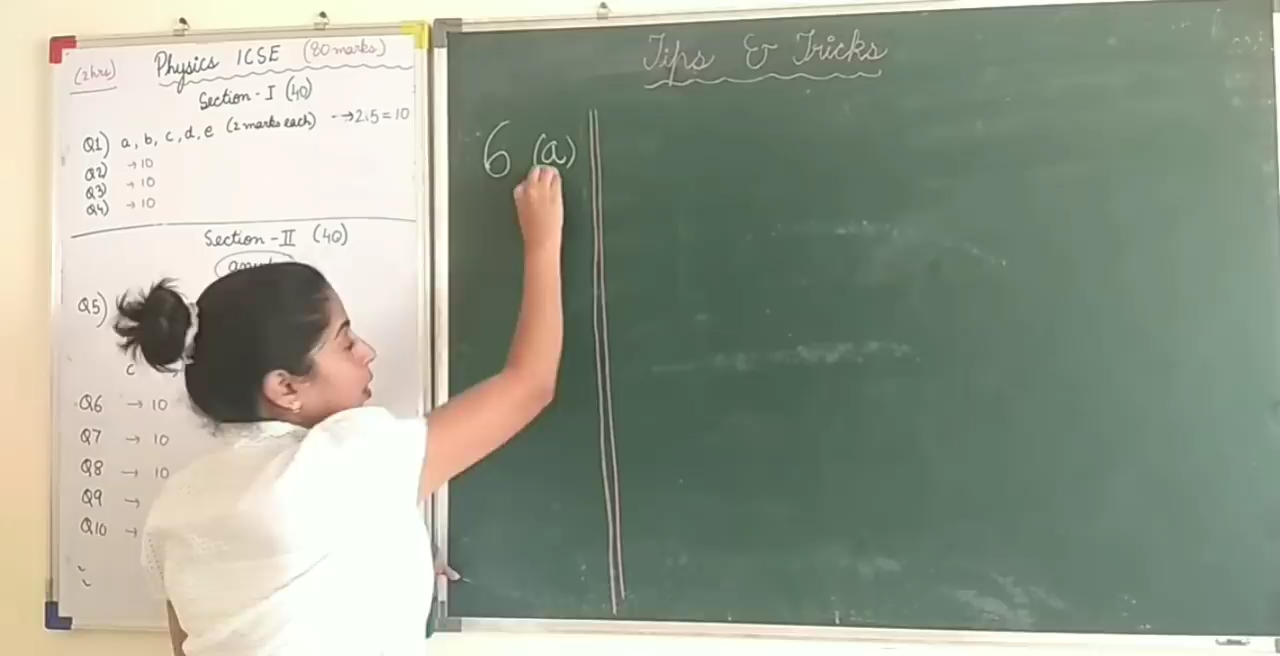 (2hrs) Physics ICSE (80 marks)
Section - I (40)
Q1) a, b, c, d, e (2 marks each) → 2×5 = 10
Q2) → 10
Q3) → 10
Q4) → 10
Section - II (40)
Q5)
c
Q6 → 10
Q7 → 10
Q8 → 10
Q9 →
Q10 →
Tips & Tricks
6 (a)